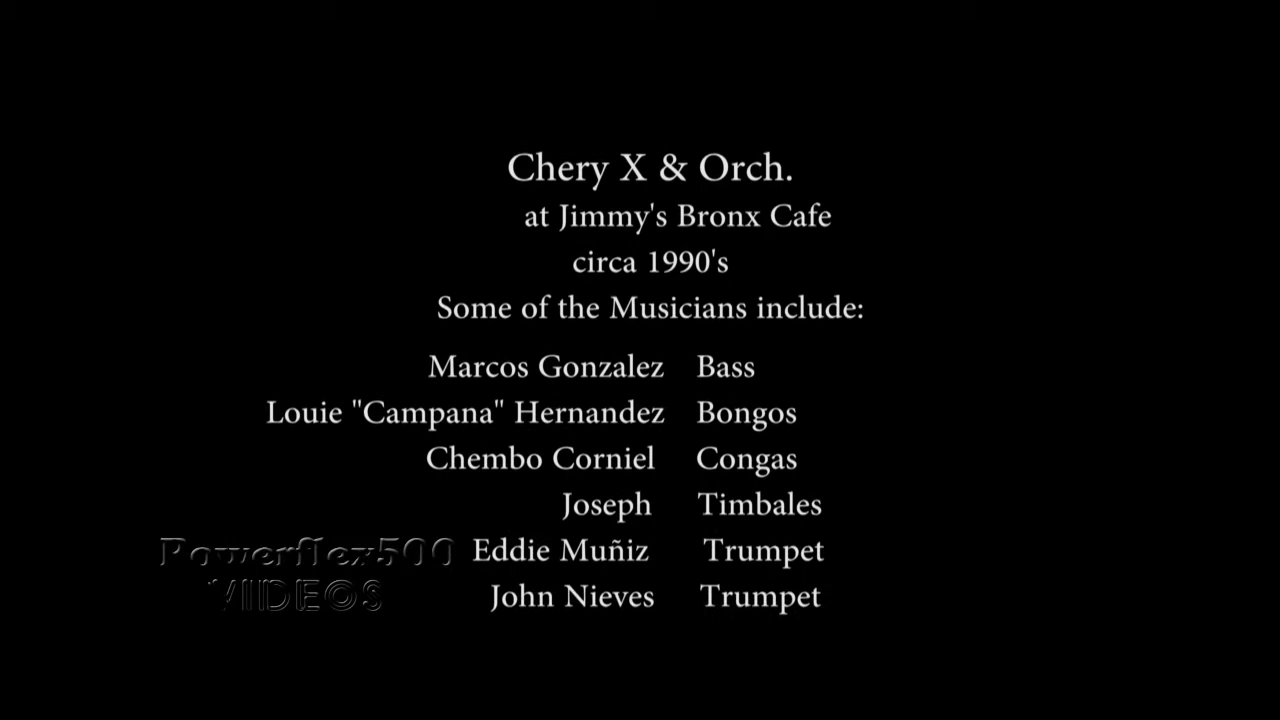 Chery X & Orch.
at Jimmy's Bronx Cafe
circa 1990's
Some of the Musicians include:
Marcos Gonzalez Bass
Louie "Campana" Hernandez Bongos
Chembo Corniel Congas
Joseph Timbales
Eddie Muñiz Trumpet
John Nieves Trumpet
Powerflex500
VIDEOS